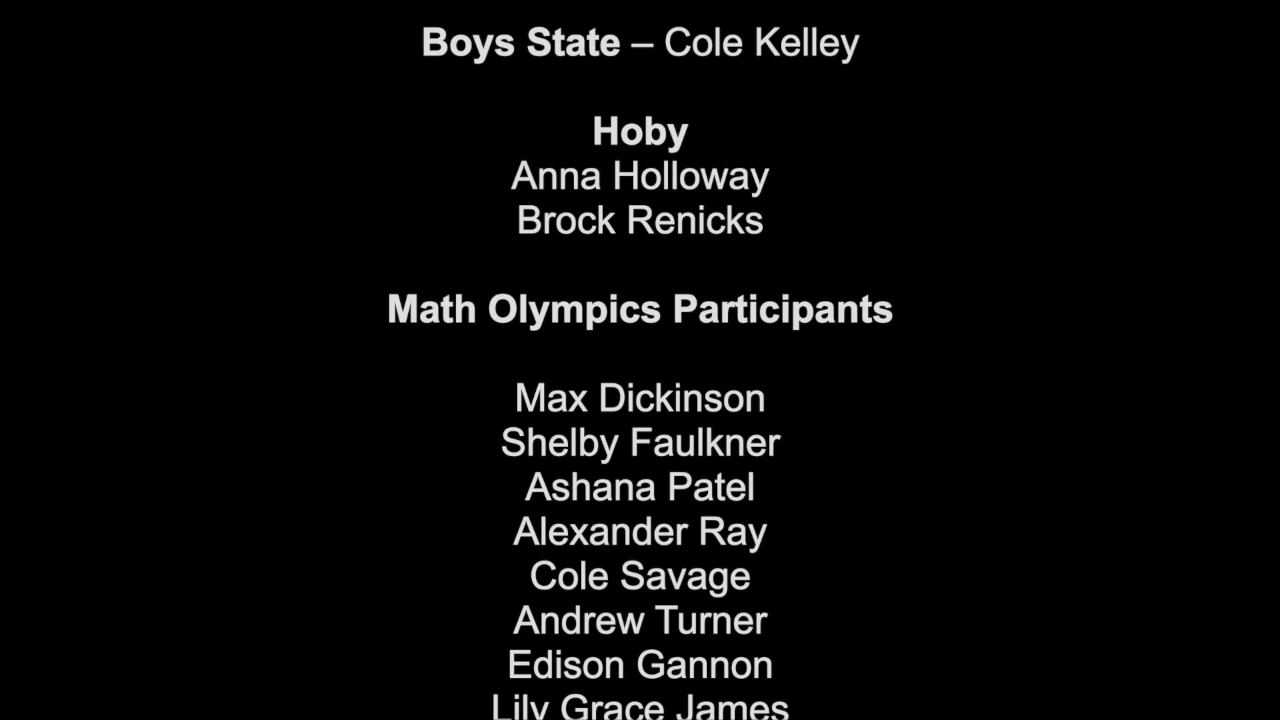 Boys State – Cole Kelley
Hoby
Anna Holloway
Brock Renicks
Math Olympics Participants
Max Dickinson
Shelby Faulkner
Ashana Patel
Alexander Ray
Cole Savage
Andrew Turner
Edison Gannon
Lily Grace James